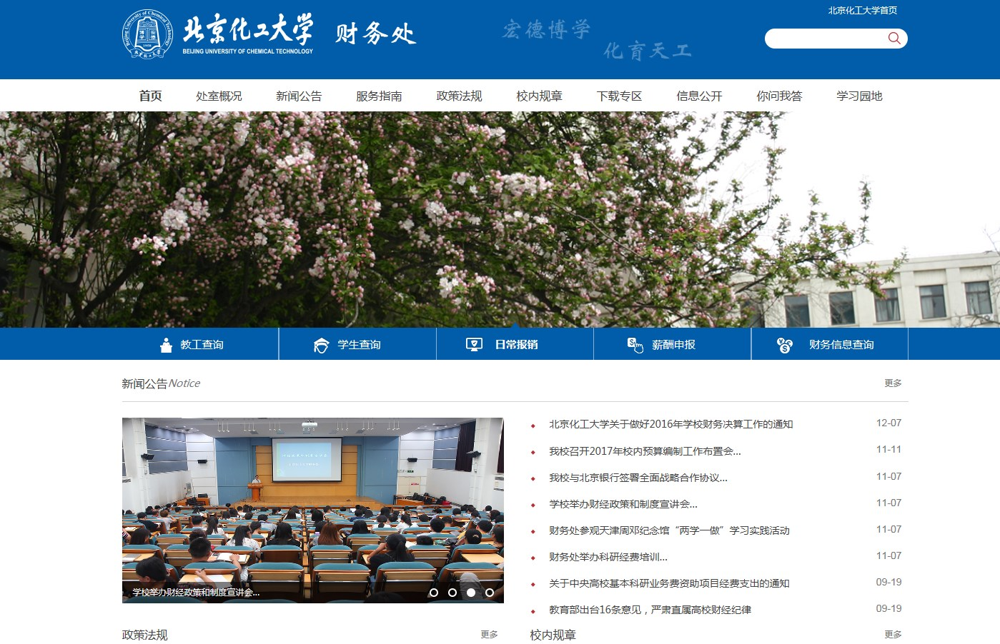 北京化工大学首页
北京化工大学
BEIJING UNIVERSITY OF CHEMICAL TECHNOLOGY
财务处
宏德博学
化育天工
首页 处室概况 新闻公告 服务指南 政策法规 校内规章 下载专区 信息公开 你问我答 学习园地
教工查询 学生查询 日常报销 薪酬申报 财务信息查询
新闻公告Notice 更多
北京化工大学关于做好2016年学校财务决算工作的通知 12-07
我校召开2017年校内预算编制工作布置会... 11-11
我校与北京银行签署全面战略合作协议... 11-07
学校举办财经政策和制度宣讲会... 11-07
财务处参观天津周邓纪念馆“两学一做”学习实践活动 11-07
财务处举办科研经费培训... 11-07
关于中央高校基本科研业务费资助项目经费支出的通知 09-19
教育部出台16条意见，严肃直属高校财经纪律 09-19
学校举办财经政策和制度宣讲会...
政策法规 更多
校内规章 更多